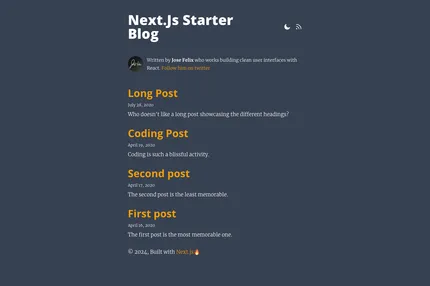 Next.Js Starter
Blog
Written by Jose Felix who works building clean user interfaces with
React. Follow him on twitter
Long Post
July 26, 2020
Who doesn't like a long post showcasing the different headings?
Coding Post
April 19, 2020
Coding is such a blissful activity.
Second post
April 17, 2020
The second post is the least memorable.
First post
April 16, 2020
The first post is the most memorable one.
© 2024, Built with Next.js🔥